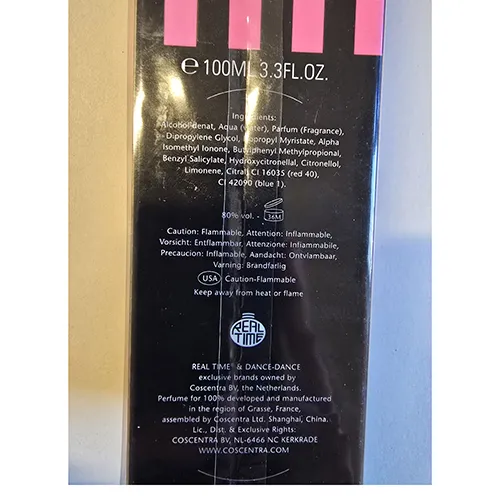 ℮ 100ML 3.3FL.OZ.
Ingredients:
Alcohol denat, Aqua (water), Parfum (Fragrance),
Dipropylene Glycol, Isopropyl Myristate, Alpha
Isomethyl Ionone, Butylphenyl Methylpropional,
Benzyl Salicylate, Hydroxycitronellal, Citronellol,
Limonene, Citral, CI 16035 (red 40),
CI 42090 (blue 1).
80% vol. 36M
Caution: Flammable, Attention: Inflammable,
Vorsicht: Entflammbar, Attenzione: Inflammabile,
Precaucion: Inflamable, Aandacht: Ontvlambaar,
Varning: Brandfarlig
USA Caution-Flammable
Keep away from heat or flame
REAL
TIME
REAL TIME® & DANCE-DANCE
exclusive brands owned by
Coscentra BV, the Netherlands.
Perfume for 100% developed and manufactured
in the region of Grasse, France,
assembled by Coscentra Ltd. Shanghai, China.
Lic., Dist. & Exclusive Rights:
COSCENTRA BV, NL-6466 NC KERKRADE
WWW.COSCENTRA.COM